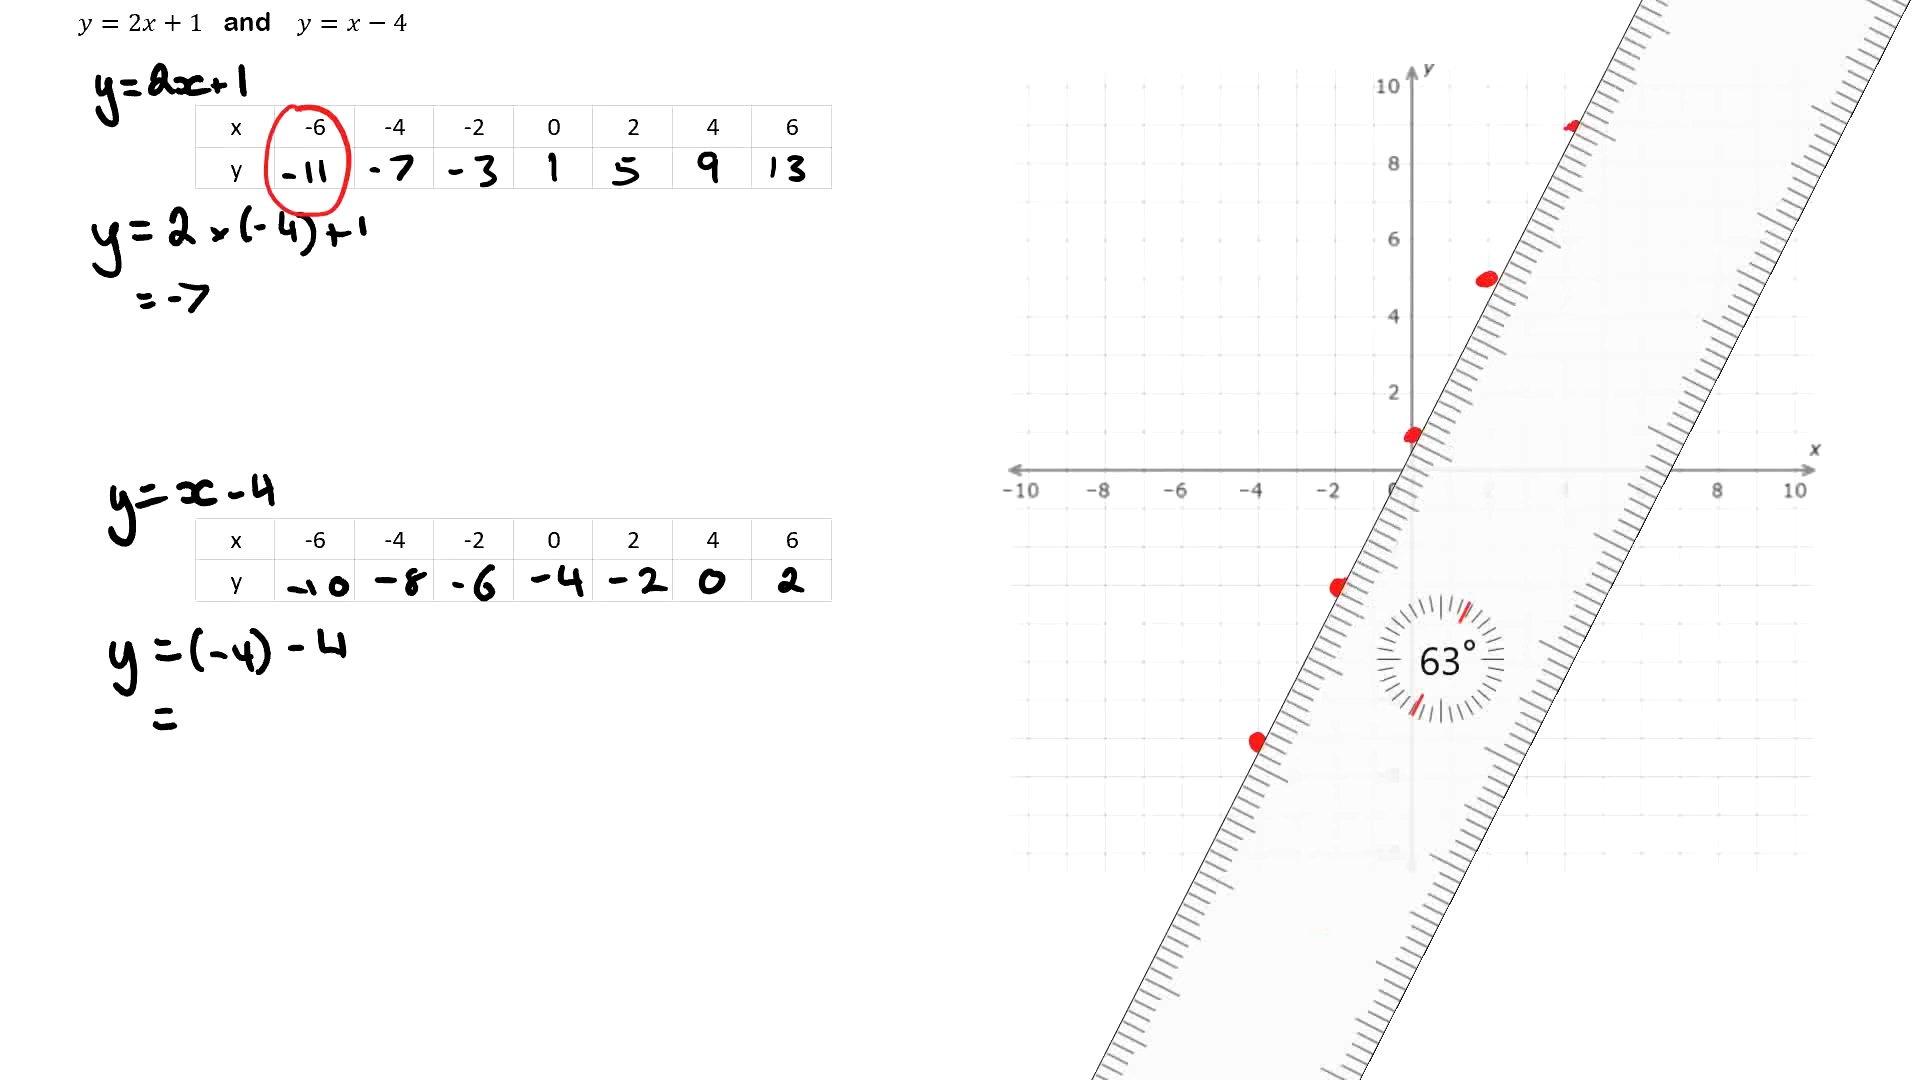 y = 2x + 1 and y = x − 4
y=2x+1
x -6 -4 -2 0 2 4 6
y -11 -7 -3 1 5 9 13
y = 2 × (-4) +1
= -7
y = x - 4
x -6 -4 -2 0 2 4 6
y -10 -8 -6 -4 -2 0 2
y = (-4) - 4
=
y
10
8
6
4
2
x
-10 -8 -6 -4 -2 0 2 4 8 10
63°